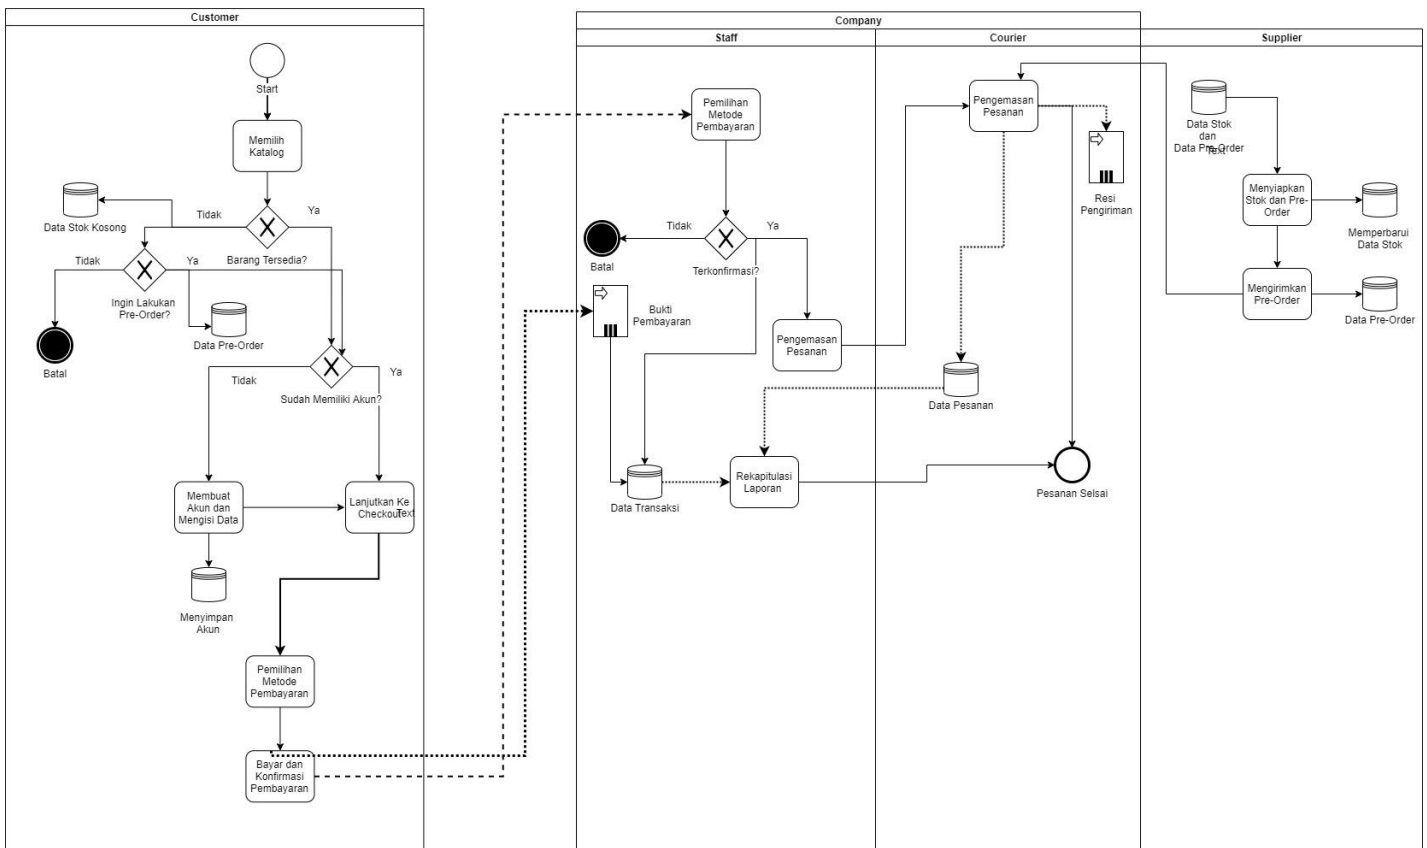 Customer
Start
Memilih
Katalog
Tidak
Ya
Data Stok Kosong
Barang Tersedia?
Tidak
Ya
Ingin Lakukan
Pre-Order?
Data Pre-Order
Batal
Tidak
Ya
Sudah Memiliki Akun?
Membuat
Akun dan
Mengisi Data
Lanjutkan Ke
Checkout
Text
Menyimpan
Akun
Pemilihan
Metode
Pembayaran
Bayar dan
Konfirmasi
Pembayaran
Company
Staff
Courier
Supplier
Pemilihan
Metode
Pembayaran
Tidak
Ya
Batal
Terkonfirmasi?
Bukti
Pembayaran
Pengemasan
Pesanan
Data Transaksi
Rekapitulasi
Laporan
Pengemasan
Pesanan
Resi
Pengiriman
Data Pesanan
Pesanan Selsai
Data Stok
dan
Data Pre-Order
Text
Menyiapkan
Stok dan Pre-
Order
Memperbarui
Data Stok
Mengirimkan
Pre-Order
Data Pre-Order